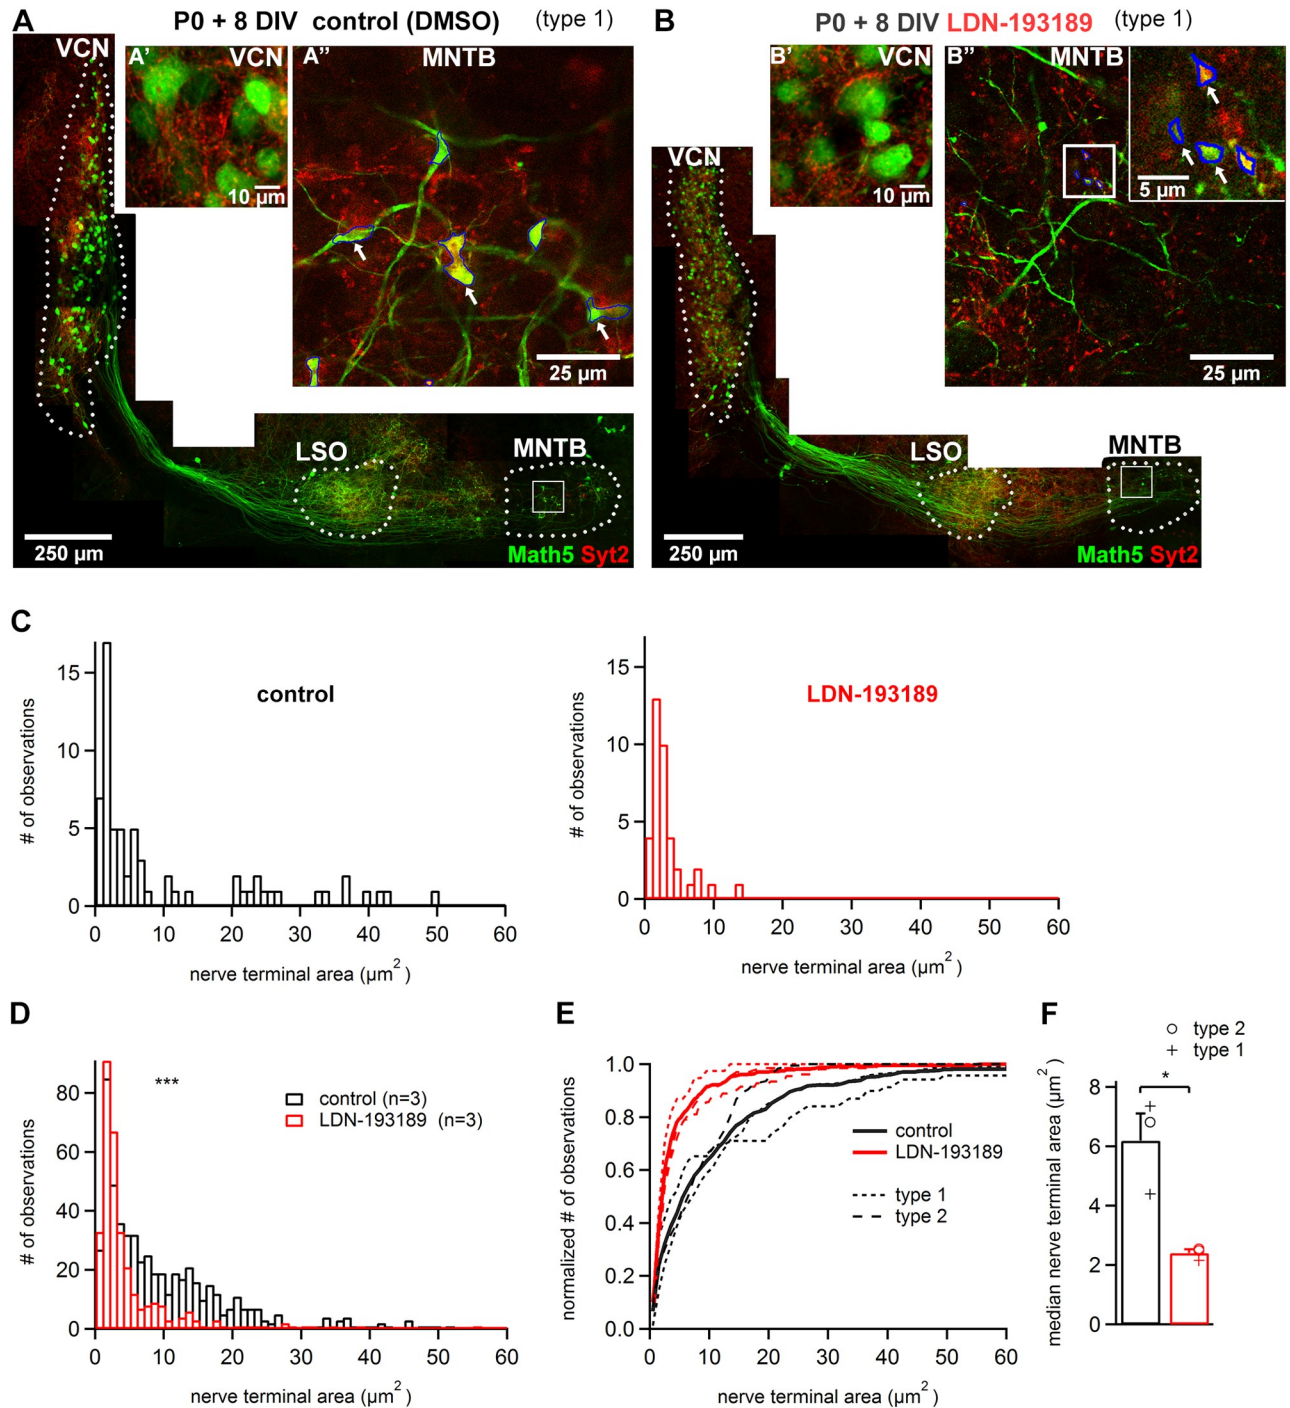 A
P0 + 8 DIV control (DMSO) (type 1)
VCN
A’
VCN
10 µm
A”
MNTB
25 µm
LSO
MNTB
250 µm
Math5 Syt2
B
P0 + 8 DIV LDN-193189 (type 1)
VCN
B’
VCN
10 µm
B”
MNTB
5 µm
25 µm
LSO
MNTB
250 µm
Math5 Syt2
C
# of observations
15
10
5
0
control
0 10 20 30 40 50 60
nerve terminal area (µm2)
# of observations
15
10
5
0
LDN-193189
0 10 20 30 40 50 60
nerve terminal area (µm2)
D
# of observations
80
60
40
20
0
***
control (n=3)
LDN-193189 (n=3)
0 10 20 30 40 50 60
nerve terminal area (µm2)
E
normalized # of observations
1.0
0.8
0.6
0.4
0.2
0.0
control
LDN-193189
type 1
type 2
0 10 20 30 40 50 60
nerve terminal area (µm2)
F
type 2
type 1
median nerve terminal area (µm2)
8
6
4
2
0
*